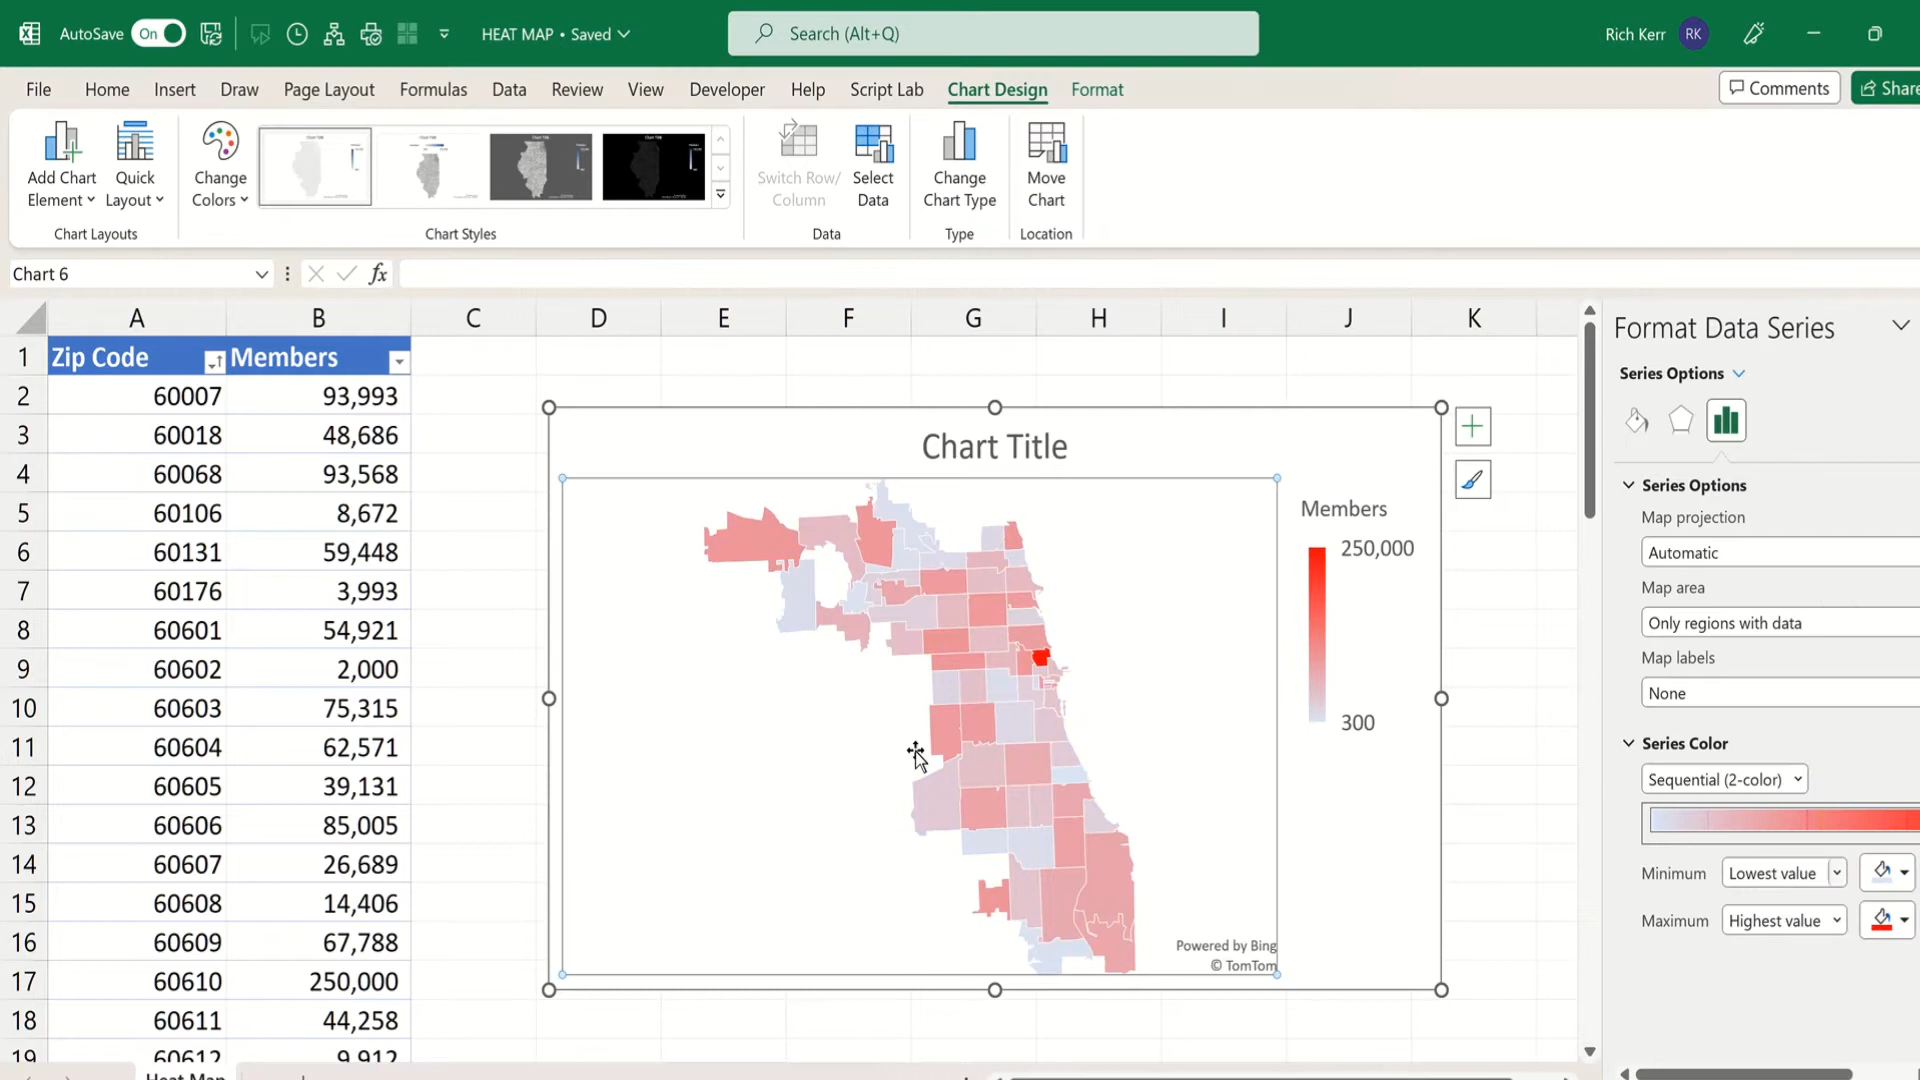 AutoSave On HEAT MAP • Saved Search (Alt+Q) Rich Kerr RK
File Home Insert Draw Page Layout Formulas Data Review View Developer Help Script Lab Chart Design Format Comments Share
Add Chart Element Quick Layout
Chart Layouts
Change Colors
Chart Styles
Switch Row/ Column Select Data
Data
Change Chart Type
Type
Move Chart
Location
Chart 6 fx
A B C D E F G H I J K
1 Zip Code Members
2 60007 93,993
3 60018 48,686
4 60068 93,568
5 60106 8,672
6 60131 59,448
7 60176 3,993
8 60601 54,921
9 60602 2,000
10 60603 75,315
11 60604 62,571
12 60605 39,131
13 60606 85,005
14 60607 26,689
15 60608 14,406
16 60609 67,788
17 60610 250,000
18 60611 44,258
19 60612 9,912
Heat Map
Chart Title
Members
250,000
300
Powered by Bing
© TomTom
Format Data Series
Series Options
Series Options
Map projection
Automatic
Map area
Only regions with data
Map labels
None
Series Color
Sequential (2-color)
Minimum Lowest value
Maximum Highest value